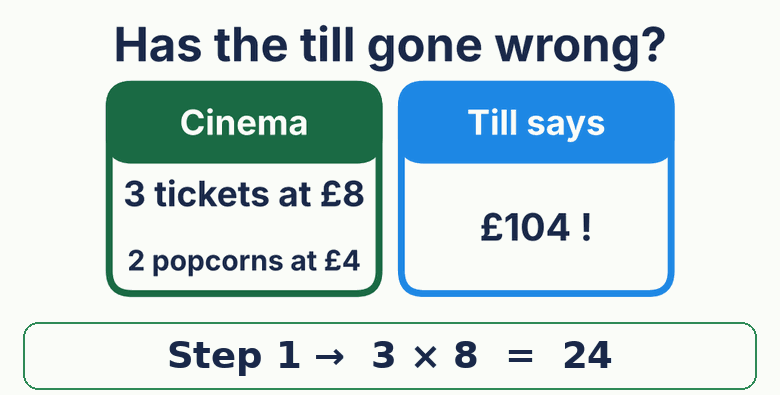 Has the till gone wrong?
Cinema
3 tickets at £8
2 popcorns at £4
Till says
£104 !
Step 1 → 3 × 8 = 24